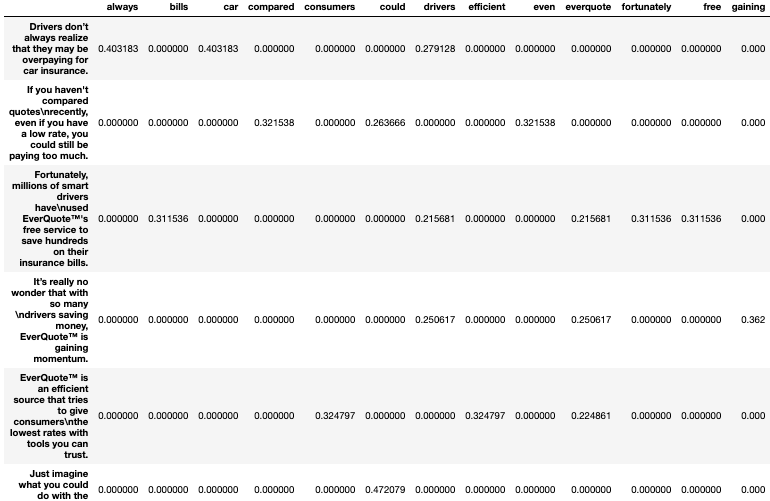 always bills car compared consumers could drivers efficient even everquote fortunately free gaining
Drivers don't
always realize
that they may be
overpaying for
car insurance.
0.403183 0.000000 0.403183 0.000000 0.000000 0.000000 0.279128 0.000000 0.000000 0.000000 0.000000 0.000000 0.000
If you haven't
compared
quotes\nrecently,
even if you have
a low rate, you
could still be
paying too much.
0.000000 0.000000 0.000000 0.321538 0.000000 0.263666 0.000000 0.000000 0.321538 0.000000 0.000000 0.000000 0.000
Fortunately,
millions of smart
drivers
have\nused
EverQuote™'s
free service to
save hundreds
on their
insurance bills.
0.000000 0.311536 0.000000 0.000000 0.000000 0.000000 0.215681 0.000000 0.000000 0.215681 0.311536 0.311536 0.000
It's really no
wonder that with
so many
\ndrivers saving
money,
EverQuote™ is
gaining
momentum.
0.000000 0.000000 0.000000 0.000000 0.000000 0.000000 0.250617 0.000000 0.000000 0.250617 0.000000 0.000000 0.362
EverQuote™ is
an efficient
source that tries
to give
consumers\nthe
lowest rates with
tools you can
trust.
0.000000 0.000000 0.000000 0.000000 0.324797 0.000000 0.000000 0.324797 0.000000 0.224861 0.000000 0.000000 0.000
Just imagine
what you could
do with the
0.000000 0.000000 0.000000 0.000000 0.000000 0.472079 0.000000 0.000000 0.000000 0.000000 0.000000 0.000000 0.000